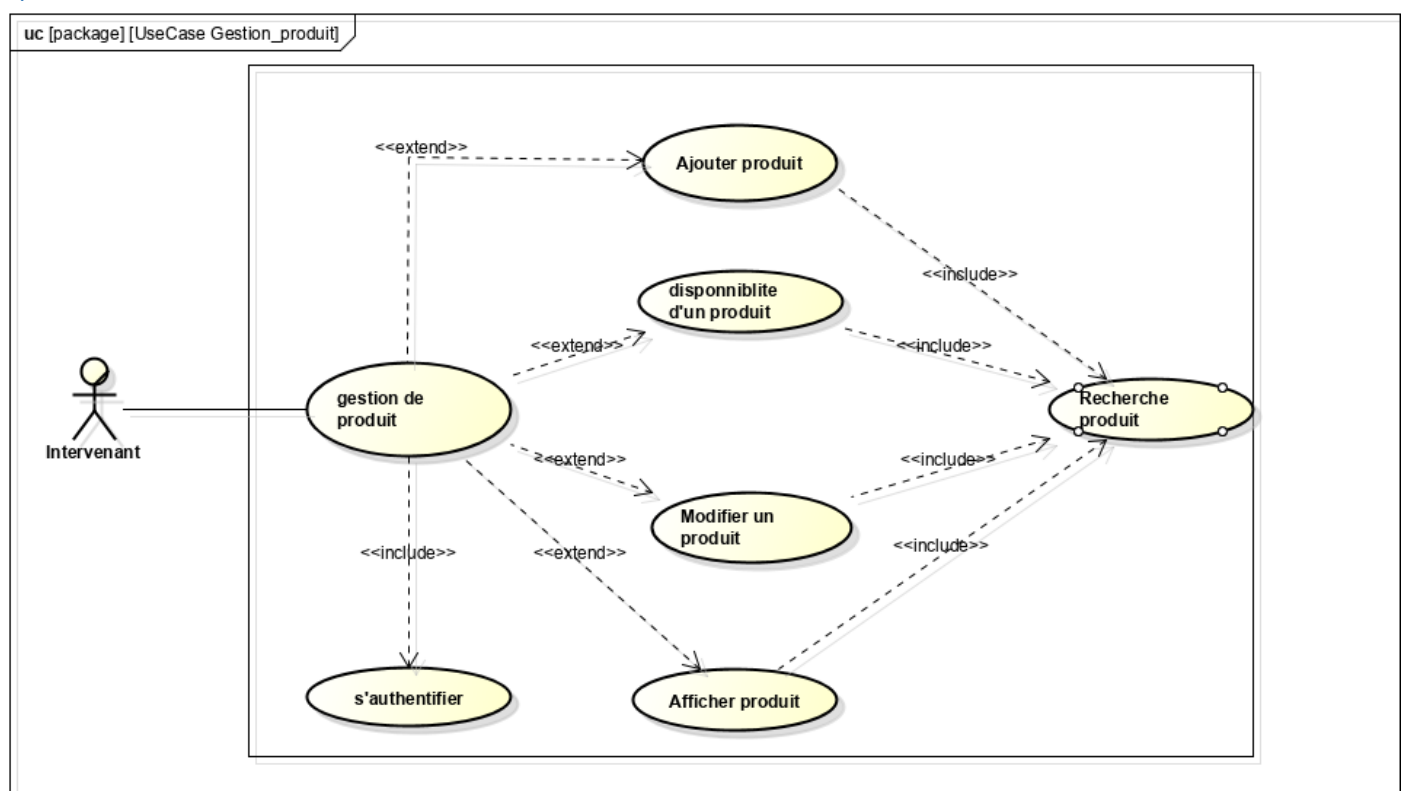 uc [package] [UseCase Gestion_produit]
<<extend>>
Ajouter produit
<<include>>
disponniblite
d'un produit
<<extend>>
<<include>>
gestion de
produit
Recherche
produit
Intervenant
<<extend>>
<<include>>
Modifier un
produit
<<include>>
<<extend>>
<<include>>
s'authentifier
Afficher produit